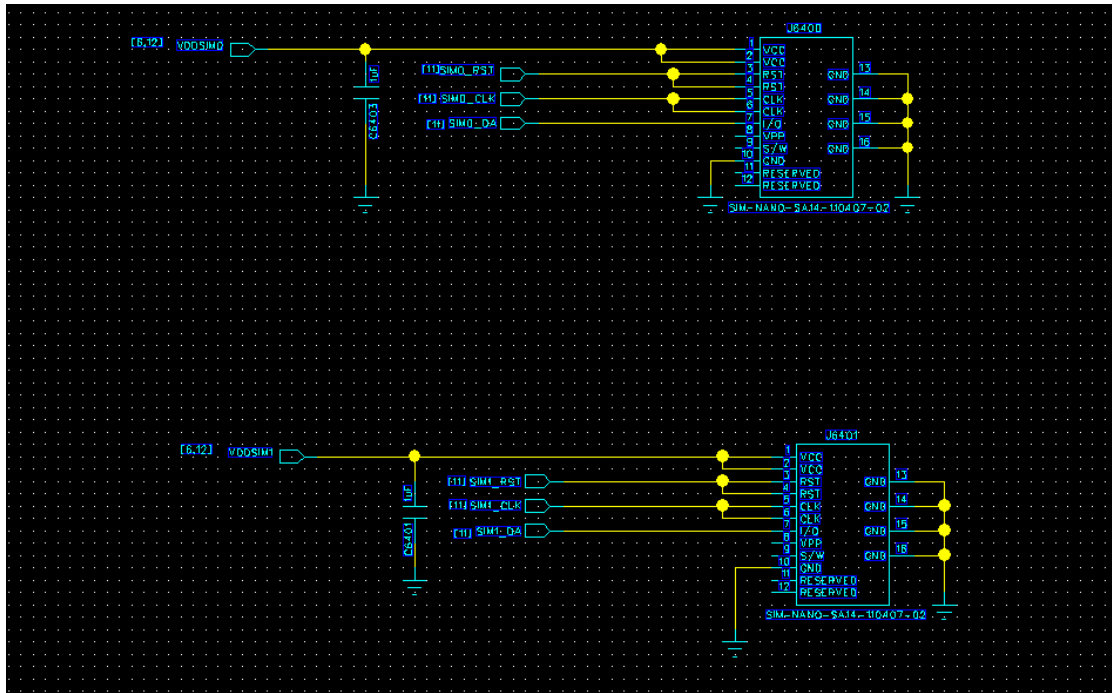 J6400
[6,12] VDDSIM0
1 VCC
2 VCC
[11] SIM0_RST
3 RST
4 RST
13 GND
1uF
[11] SIM0_CLK
5 CLK
6 CLK
14 GND
C6403
[11] SIM0_DA
7 I/O
8 VPP
15 GND
9 S/W
10 GND
16 GND
11 RESERVED
12 RESERVED
SIM-NANO-SA14-110407-02
J6401
[6,12] VDDSIM1
1 VCC
2 VCC
[11] SIM1_RST
3 RST
4 RST
13 GND
1uF
[11] SIM1_CLK
5 CLK
6 CLK
14 GND
C6401
[11] SIM1_DA
7 I/O
8 VPP
15 GND
9 S/W
10 GND
16 GND
11 RESERVED
12 RESERVED
SIM-NANO-SA14-110407-02